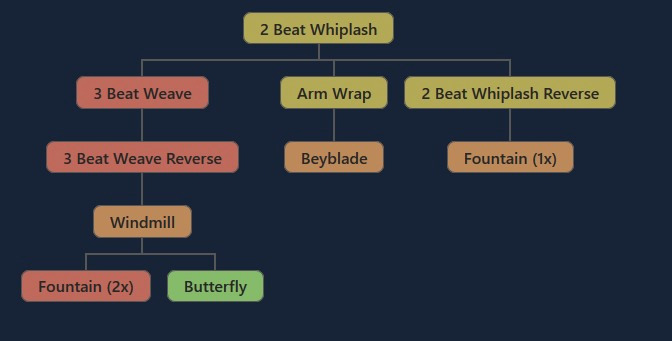 2 Beat Whiplash
3 Beat Weave
Arm Wrap
2 Beat Whiplash Reverse
3 Beat Weave Reverse
Beyblade
Fountain (1x)
Windmill
Fountain (2x)
Butterfly